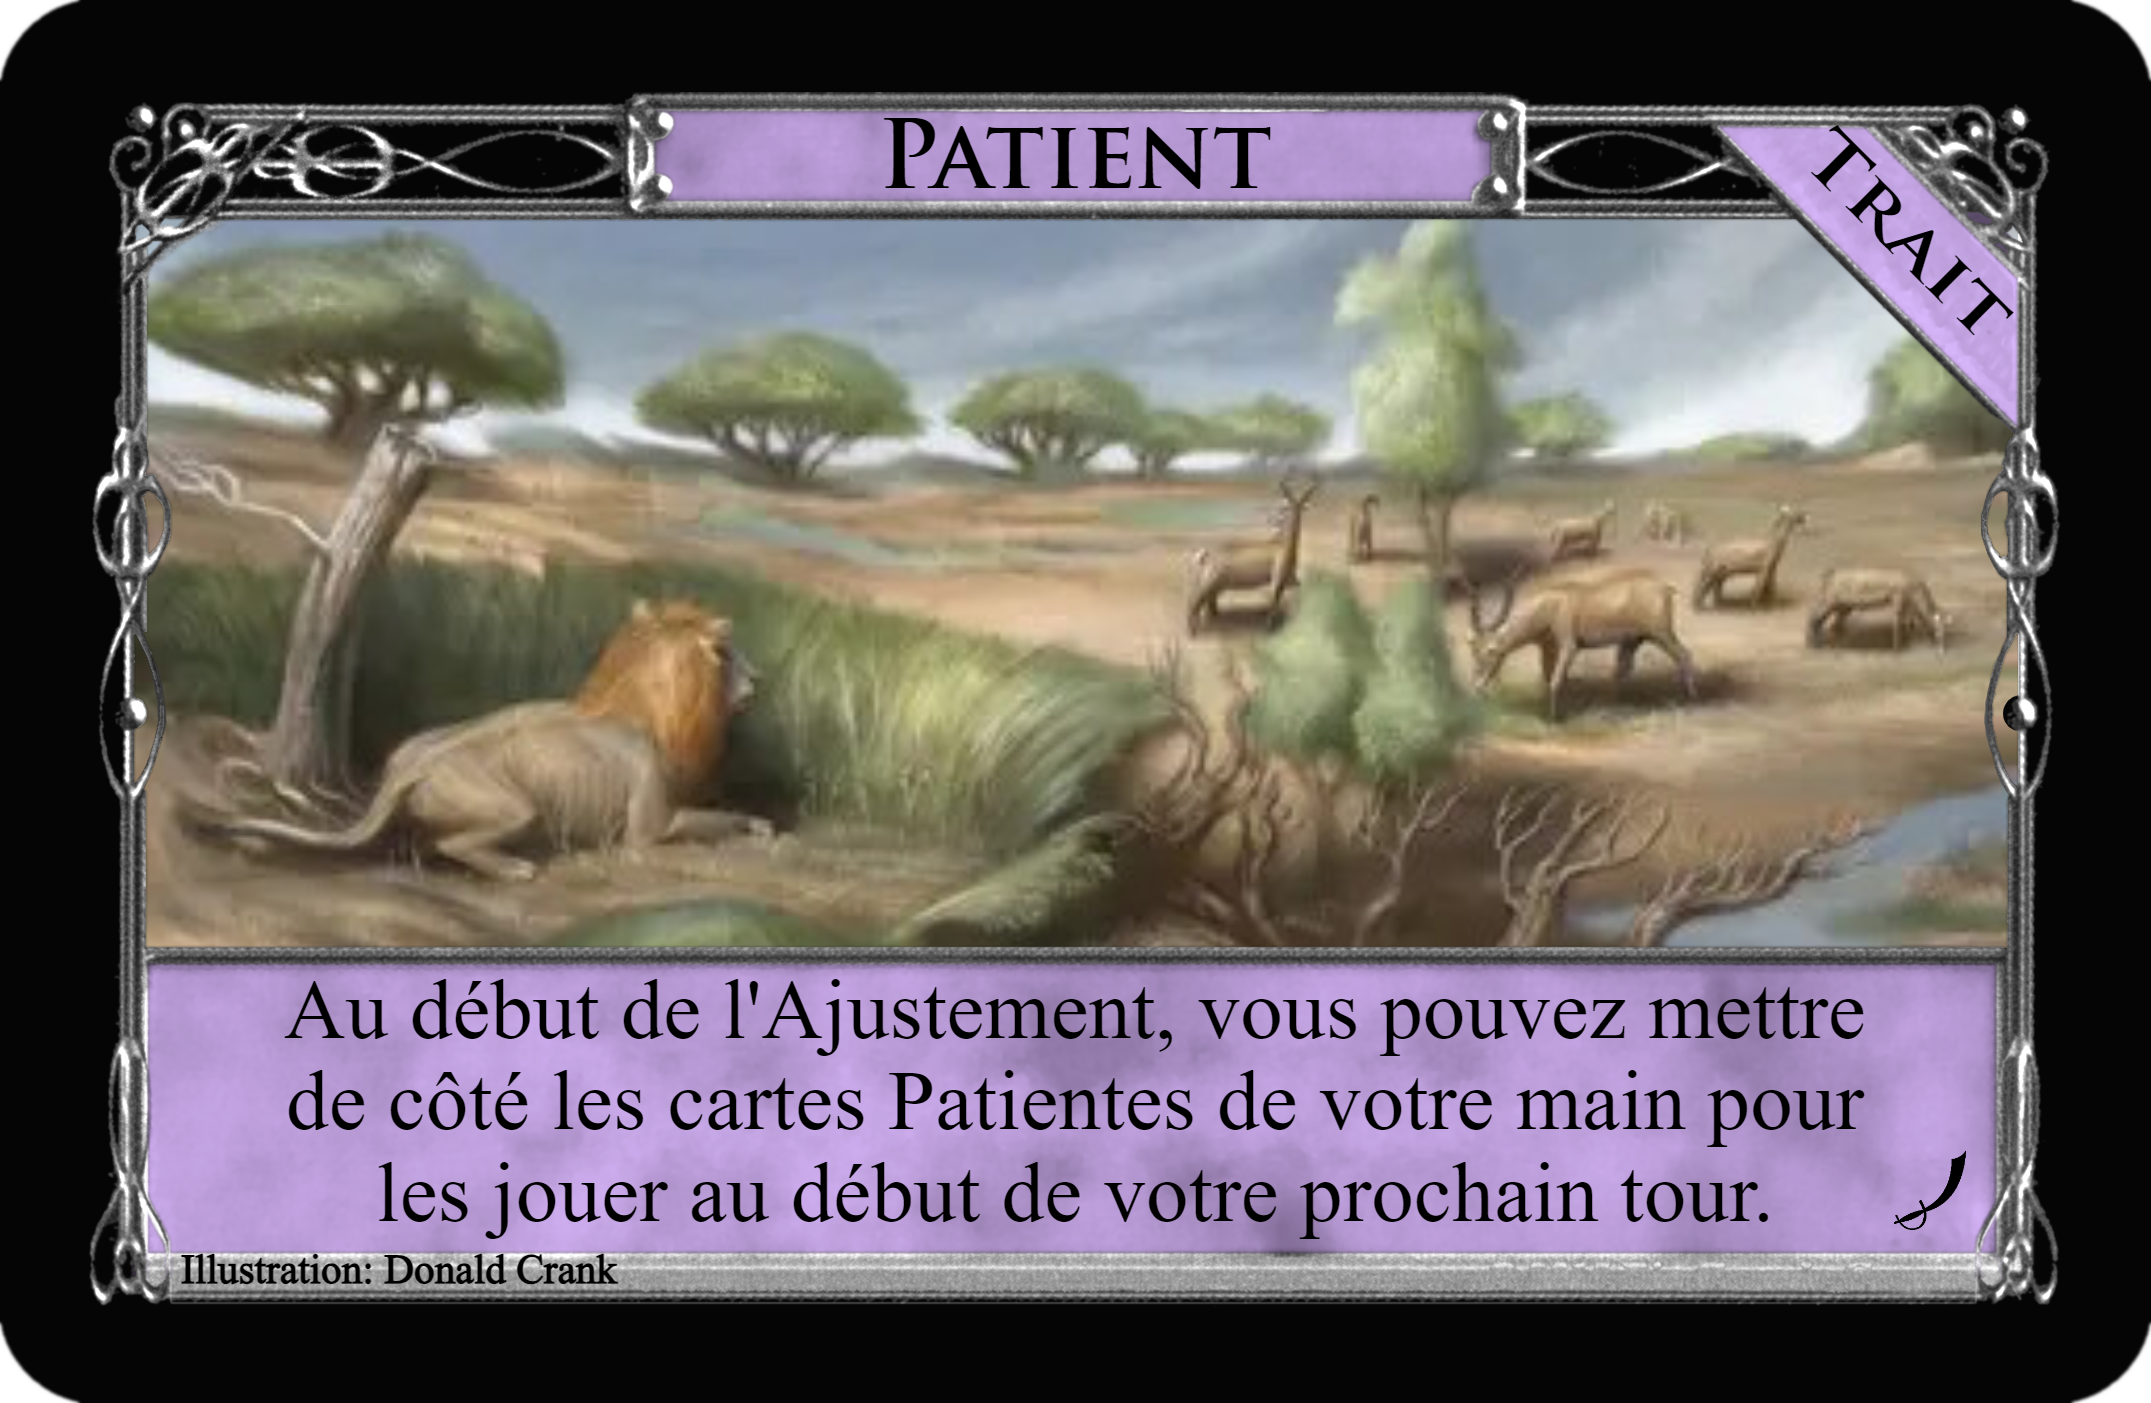 PATIENT
TRAIT
Au début de l'Ajustement, vous pouvez mettre
de côté les cartes Patientes de votre main pour
les jouer au début de votre prochain tour.
Illustration: Donald Crank